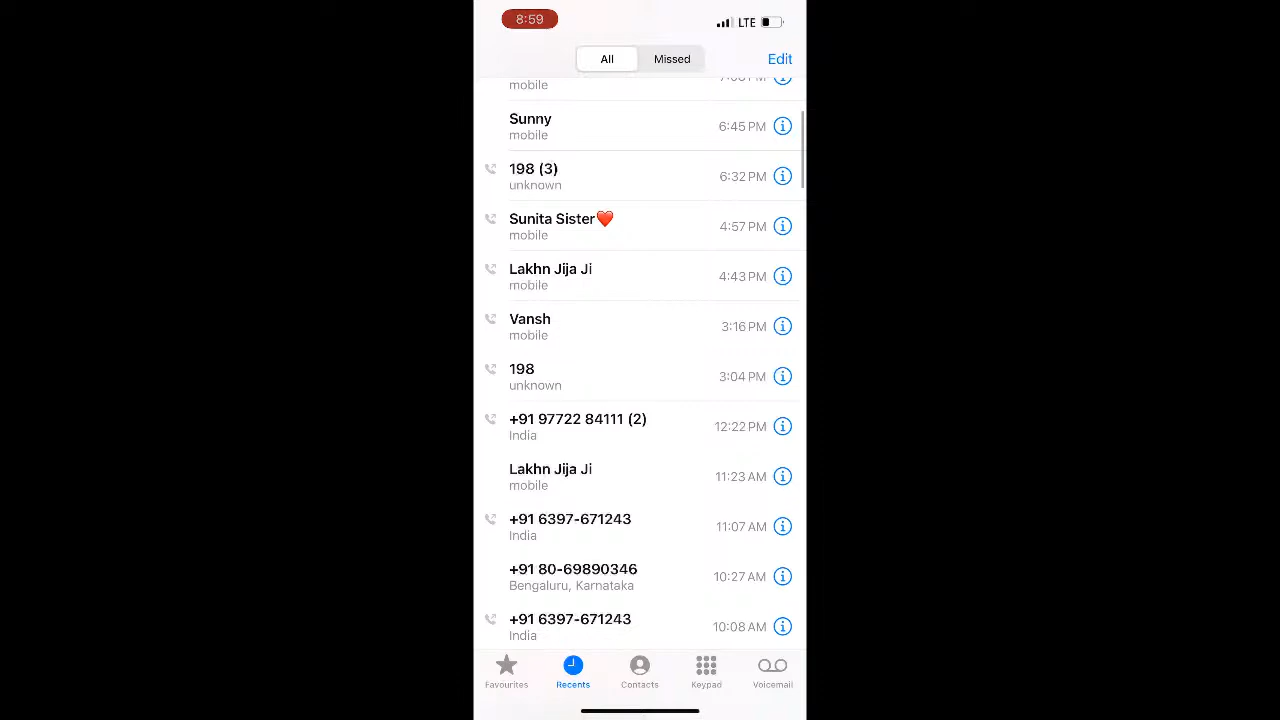 8:59
LTE
All
Missed
Edit
mobile
Sunny
mobile
6:45 PM
198 (3)
unknown
6:32 PM
Sunita Sister❤️
mobile
4:57 PM
Lakhn Jija Ji
mobile
4:43 PM
Vansh
mobile
3:16 PM
198
unknown
3:04 PM
+91 97722 84111 (2)
India
12:22 PM
Lakhn Jija Ji
mobile
11:23 AM
+91 6397-671243
India
11:07 AM
+91 80-69890346
Bengaluru, Karnataka
10:27 AM
+91 6397-671243
India
10:08 AM
Favourites
Recents
Contacts
Keypad
Voicemail